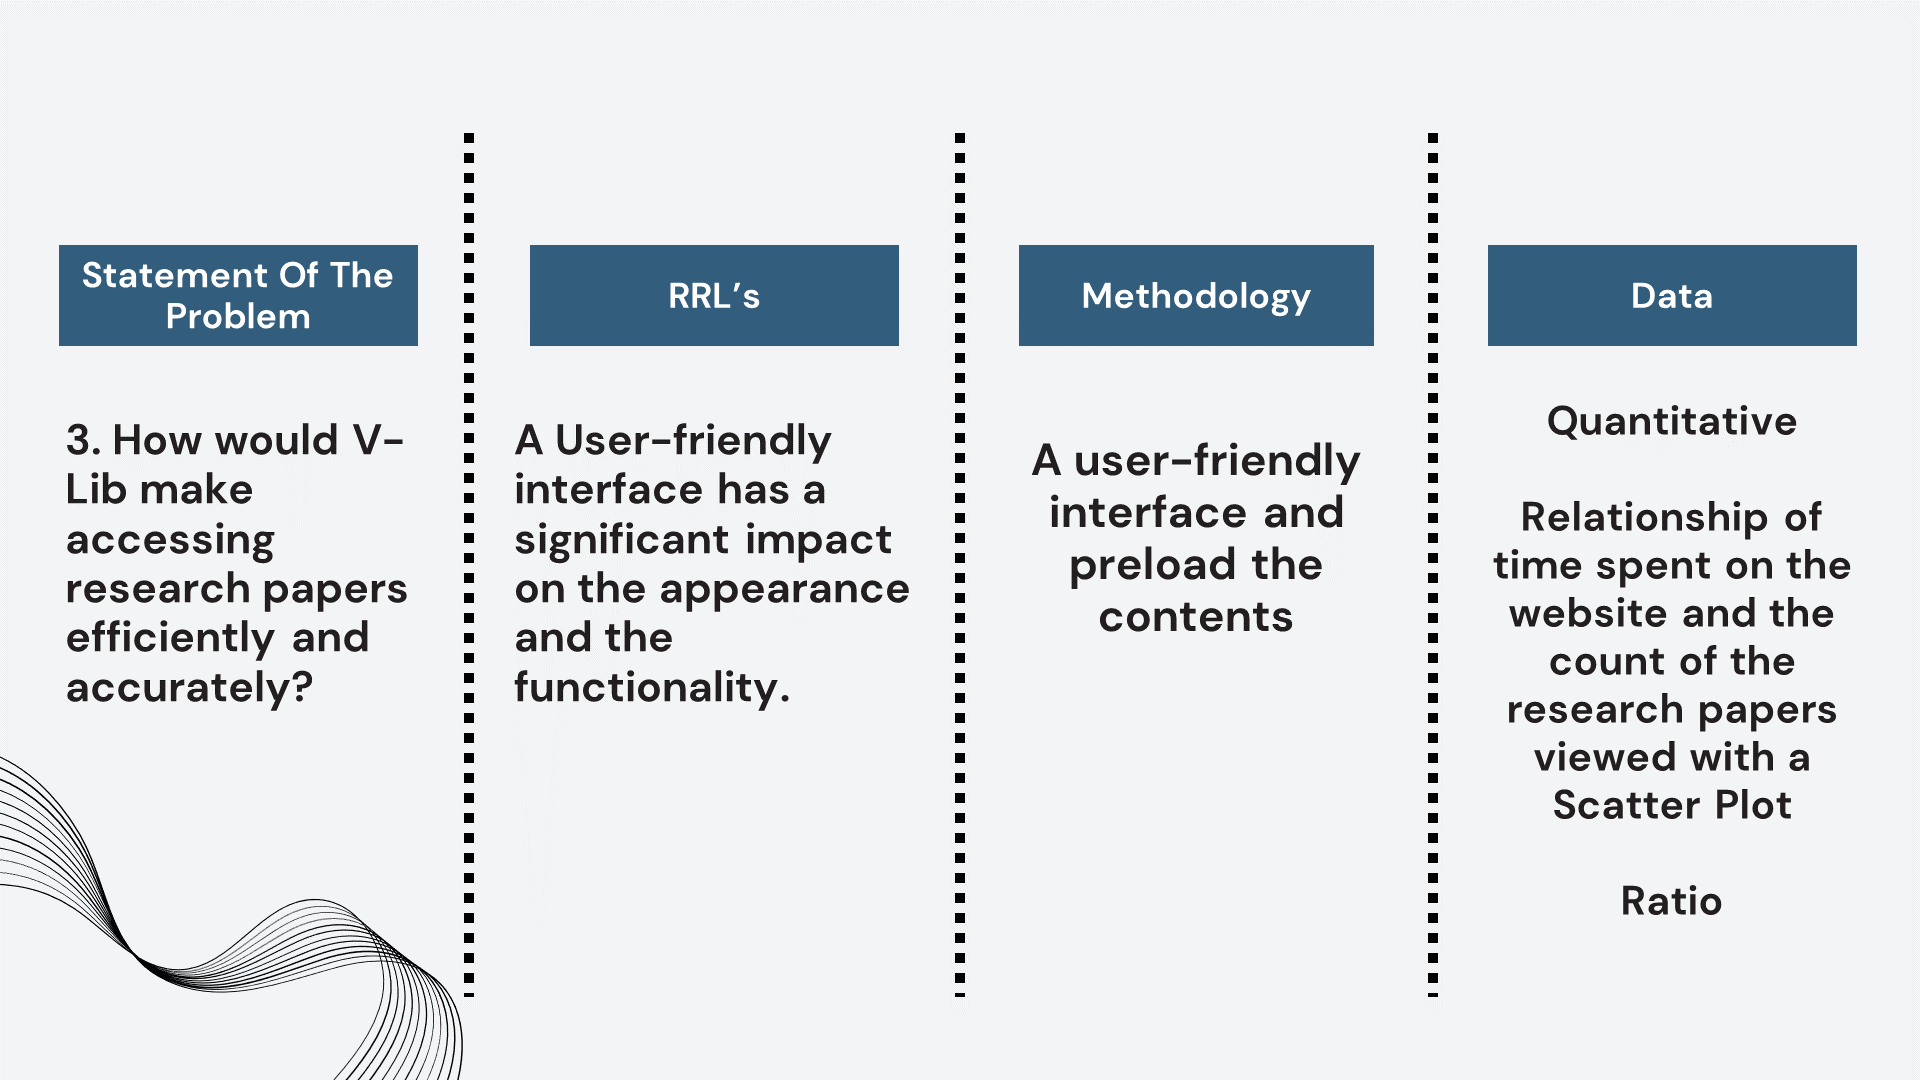 Statement Of The
Problem
3. How would V-
Lib make
accessing
research papers
efficiently and
accurately?
RRL’s
A User-friendly
interface has a
significant impact
on the appearance
and the
functionality.
Methodology
A user-friendly
interface and
preload the
contents
Data
Quantitative
Relationship of
time spent on the
website and the
count of the
research papers
viewed with a
Scatter Plot
Ratio